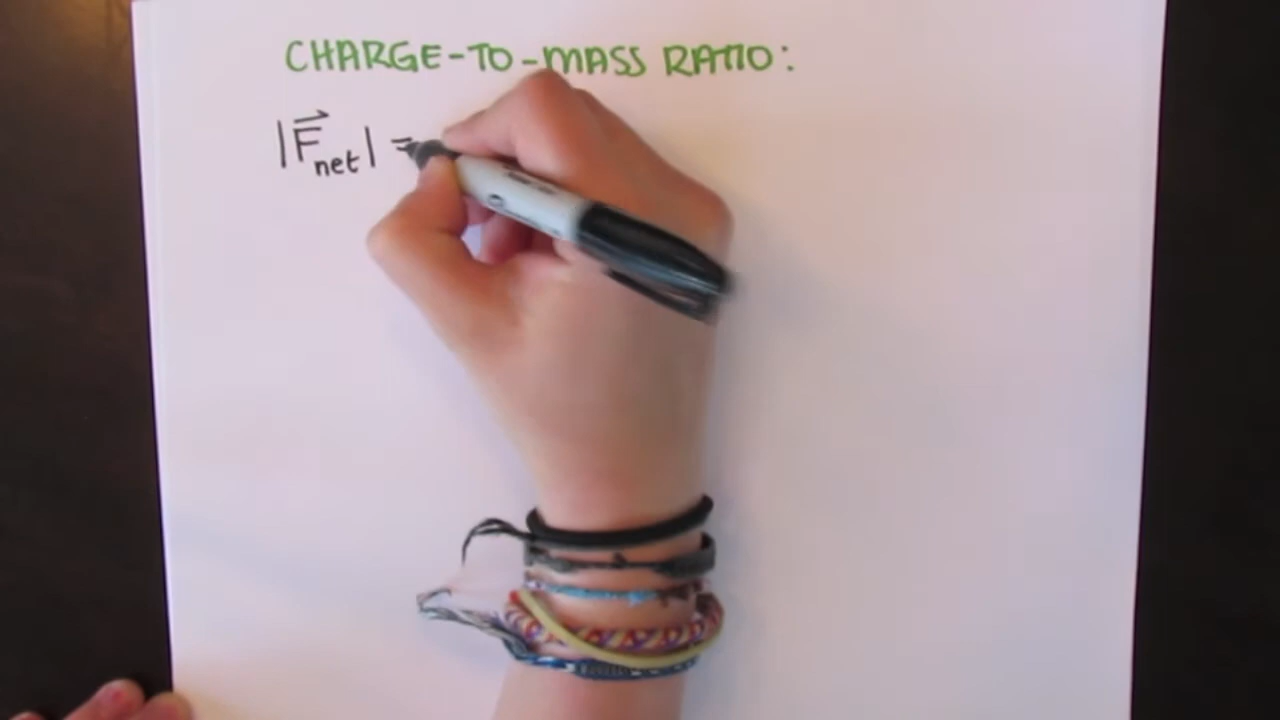 CHARGE-TO-MASS RATIO:
|F⃗net| =